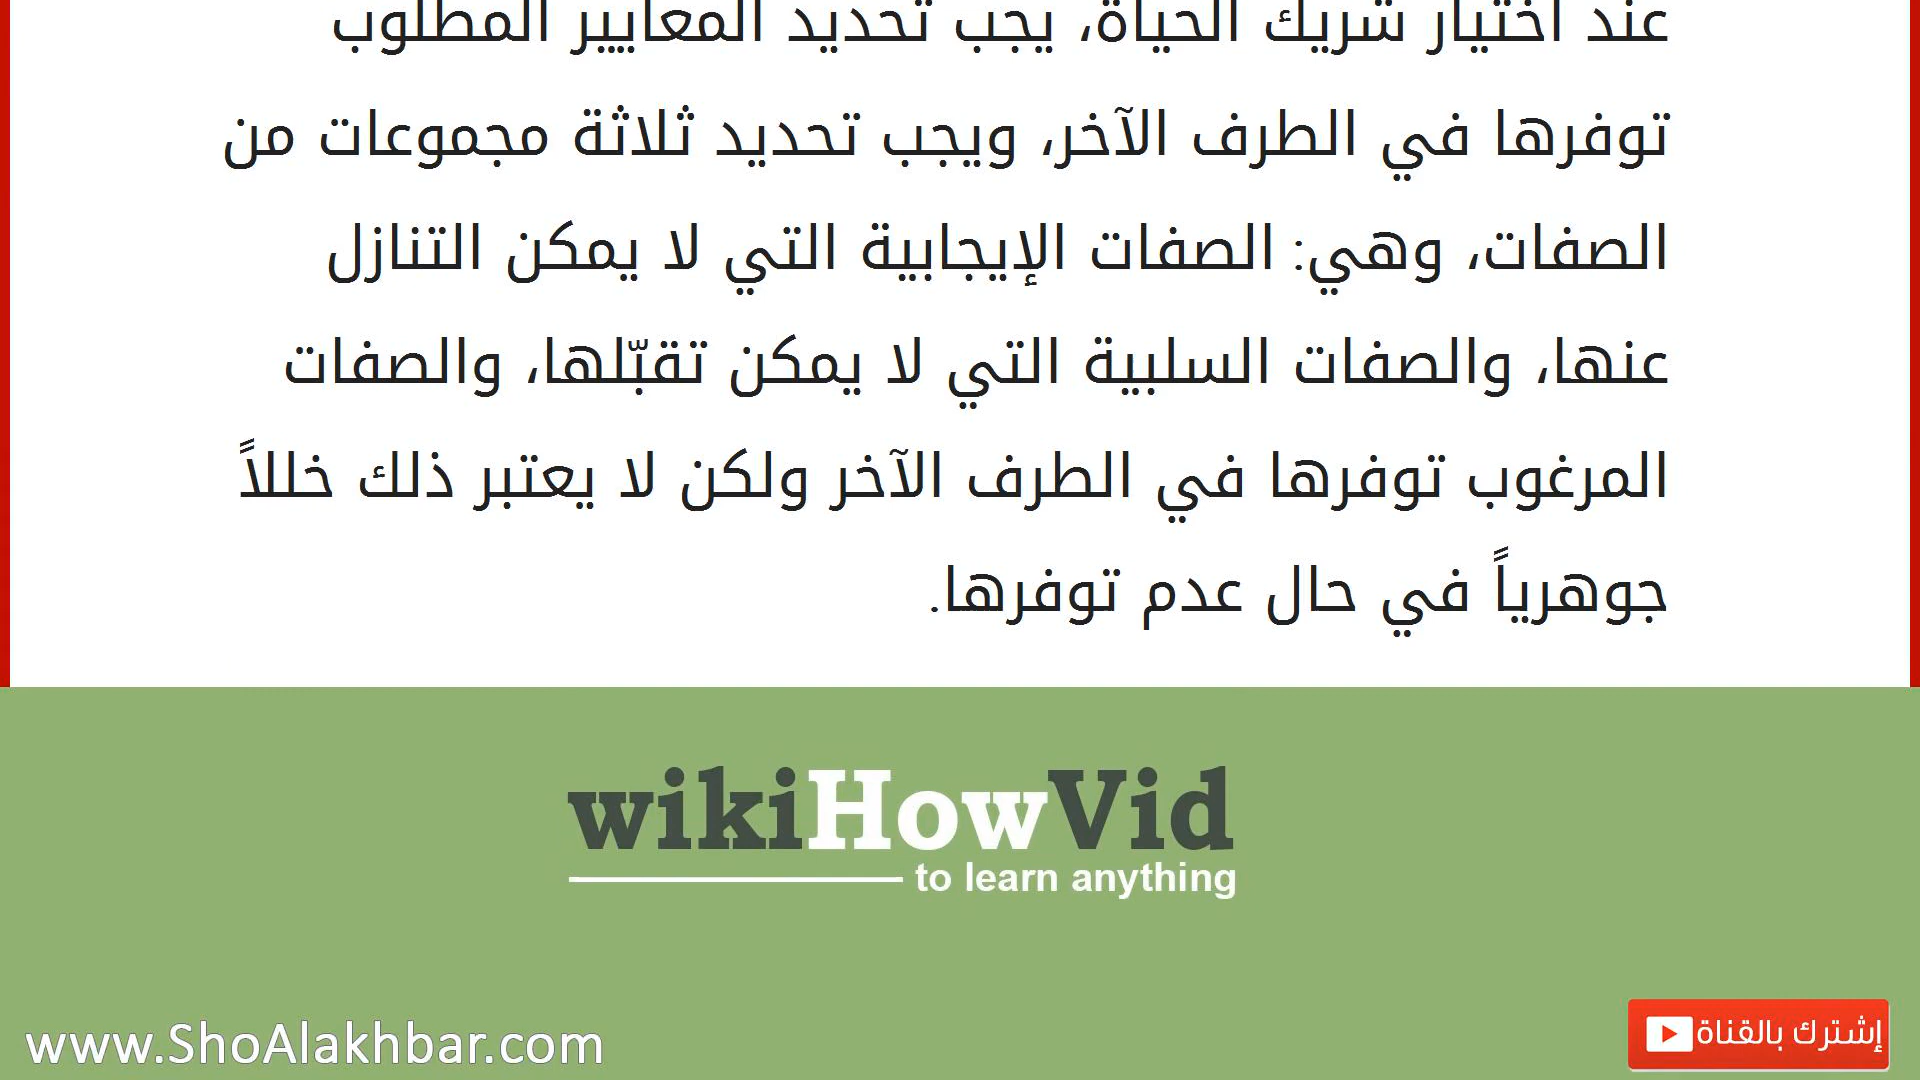 عند اختيار شريك الحياة، يجب تحديد المعايير المطلوب
توفرها في الطرف الآخر، ويجب تحديد ثلاثة مجموعات من
الصفات، وهي: الصفات الإيجابية التي لا يمكن التنازل
عنها، والصفات السلبية التي لا يمكن تقبّلها، والصفات
المرغوب توفرها في الطرف الآخر ولكن لا يعتبر ذلك خللاً
جوهرياً في حال عدم توفرها.
wikiHowVid
to learn anything
www.ShoAlakhbar.com
إشترك بالقناة